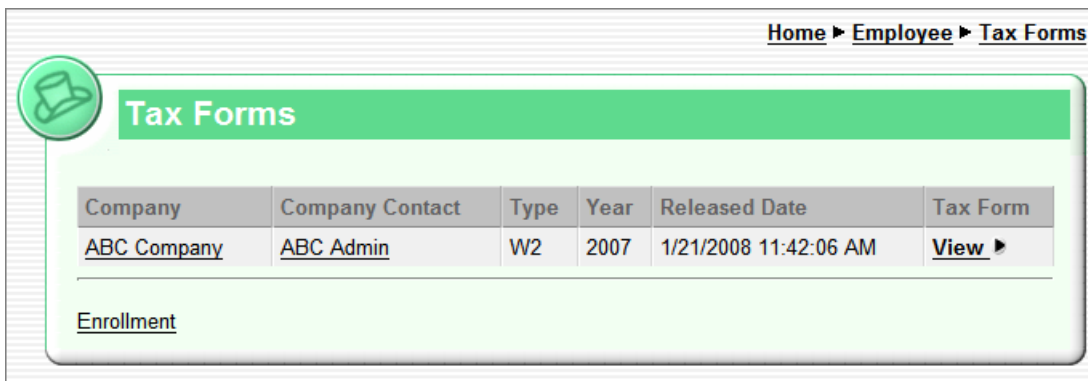 Home ▶ Employee ▶ Tax Forms
Tax Forms
Company Company Contact Type Year Released Date Tax Form
ABC Company ABC Admin W2 2007 1/21/2008 11:42:06 AM View ▶
Enrollment